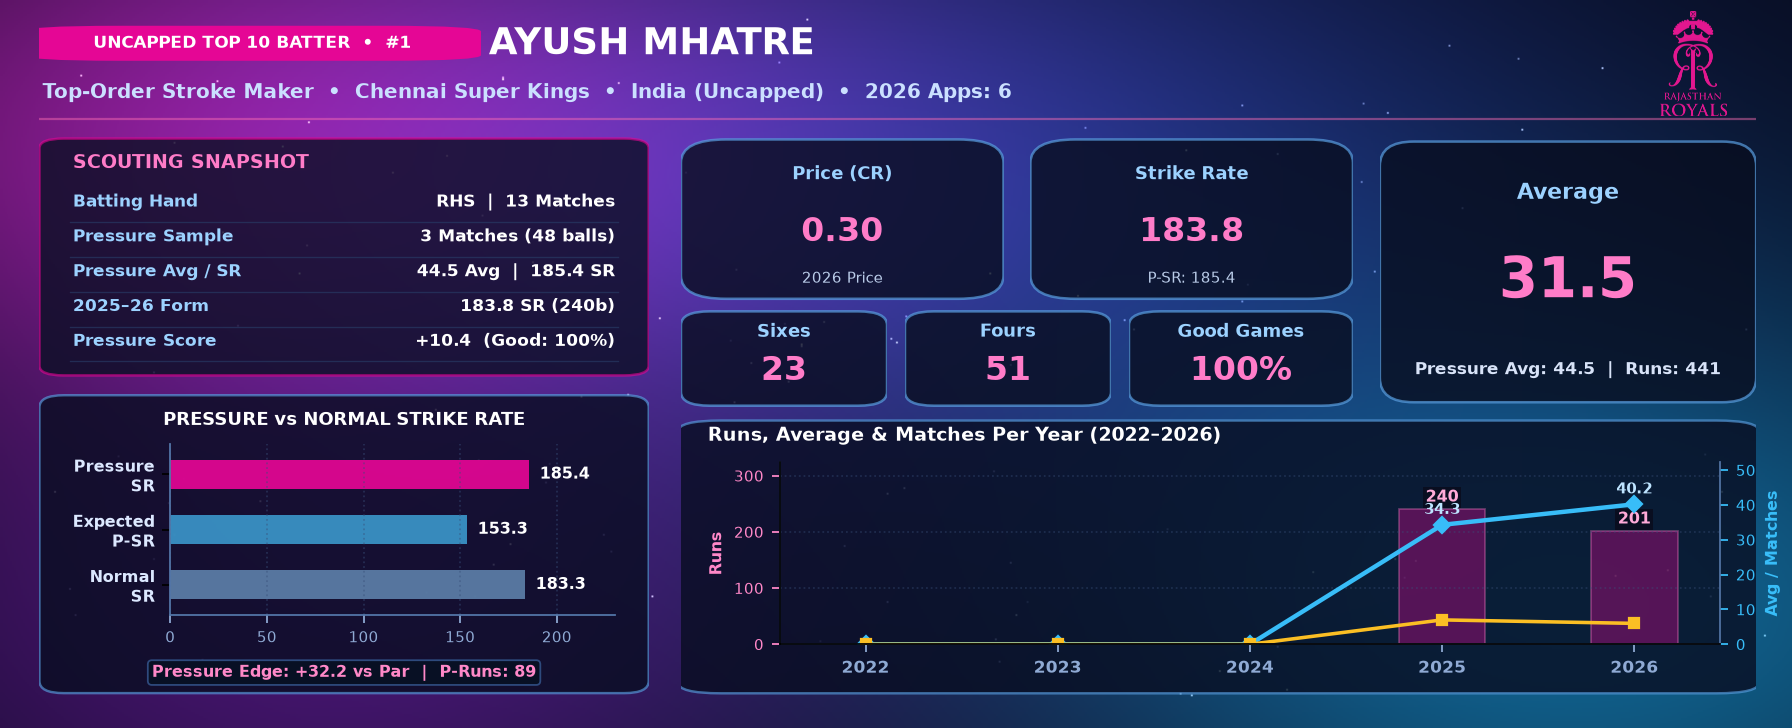 UNCAPPED TOP 10 BATTER • #1
AYUSH MHATRE
Top-Order Stroke Maker • Chennai Super Kings • India (Uncapped) • 2026 Apps: 6
RAJASTHAN
ROYALS
SCOUTING SNAPSHOT
Batting Hand RHS | 13 Matches
Pressure Sample 3 Matches (48 balls)
Pressure Avg / SR 44.5 Avg | 185.4 SR
2025–26 Form 183.8 SR (240b)
Pressure Score +10.4 (Good: 100%)
Price (CR)
0.30
2026 Price
Strike Rate
183.8
P-SR: 185.4
Average
31.5
Pressure Avg: 44.5 | Runs: 441
Sixes
23
Fours
51
Good Games
100%
PRESSURE vs NORMAL STRIKE RATE
Pressure
SR
185.4
Expected
P-SR
153.3
Normal
SR
183.3
0 50 100 150 200
Pressure Edge: +32.2 vs Par | P-Runs: 89
Runs, Average & Matches Per Year (2022–2026)
Runs
300
200
100
0
240
34.3
40.2
201
50
40
30
20
10
0
Avg / Matches
2022 2023 2024 2025 2026